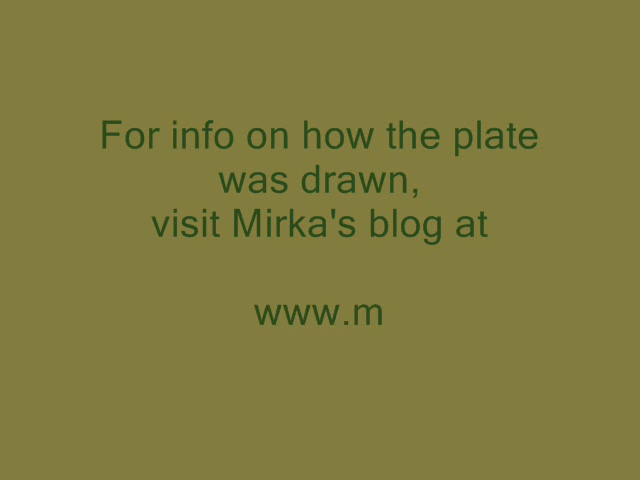 For info on how the plate
was drawn,
visit Mirka's blog at
www.m